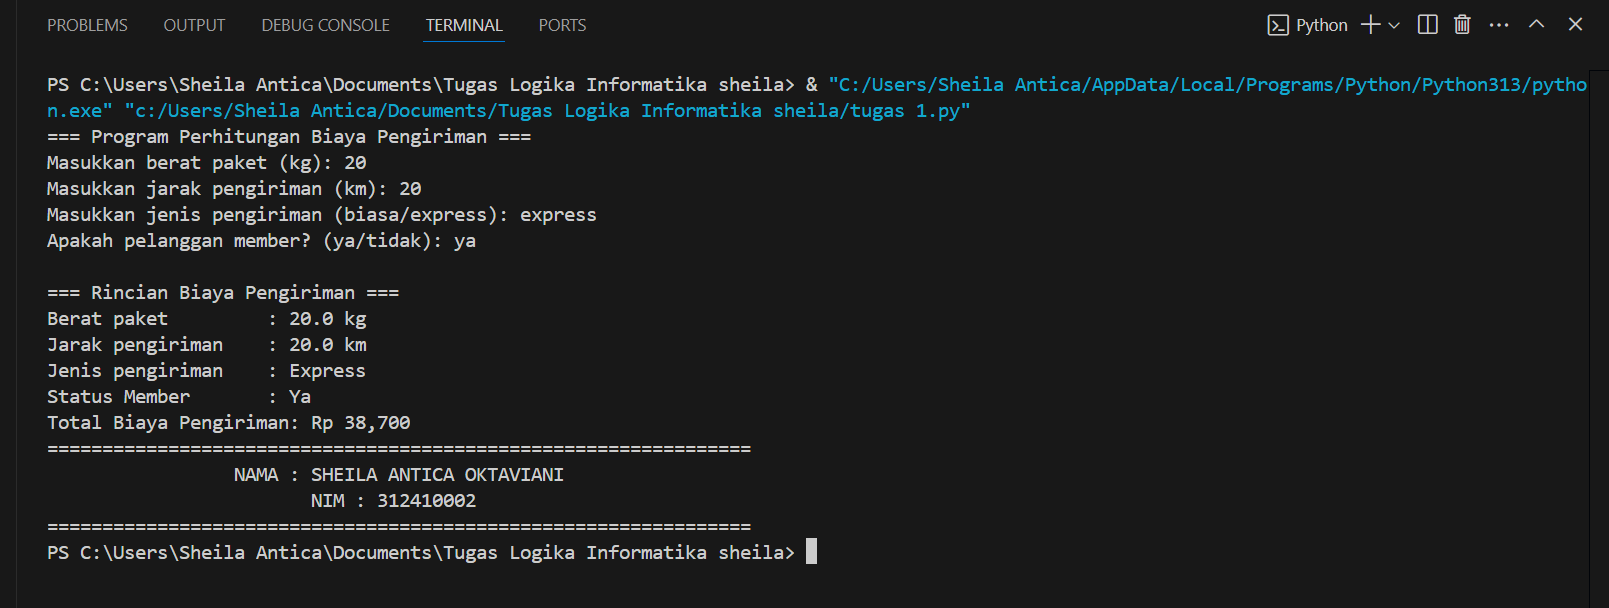 PROBLEMS OUTPUT DEBUG CONSOLE TERMINAL PORTS Python
PS C:\Users\Sheila Antica\Documents\Tugas Logika Informatika sheila> & "C:/Users/Sheila Antica/AppData/Local/Programs/Python/Python313/pytho
n.exe" "c:/Users/Sheila Antica/Documents/Tugas Logika Informatika sheila/tugas 1.py"
=== Program Perhitungan Biaya Pengiriman ===
Masukkan berat paket (kg): 20
Masukkan jarak pengiriman (km): 20
Masukkan jenis pengiriman (biasa/express): express
Apakah pelanggan member? (ya/tidak): ya
=== Rincian Biaya Pengiriman ===
Berat paket         : 20.0 kg
Jarak pengiriman    : 20.0 km
Jenis pengiriman    : Express
Status Member       : Ya
Total Biaya Pengiriman: Rp 38,700
================================================================
NAMA : SHEILA ANTICA OKTAVIANI
NIM : 312410002
================================================================
PS C:\Users\Sheila Antica\Documents\Tugas Logika Informatika sheila>